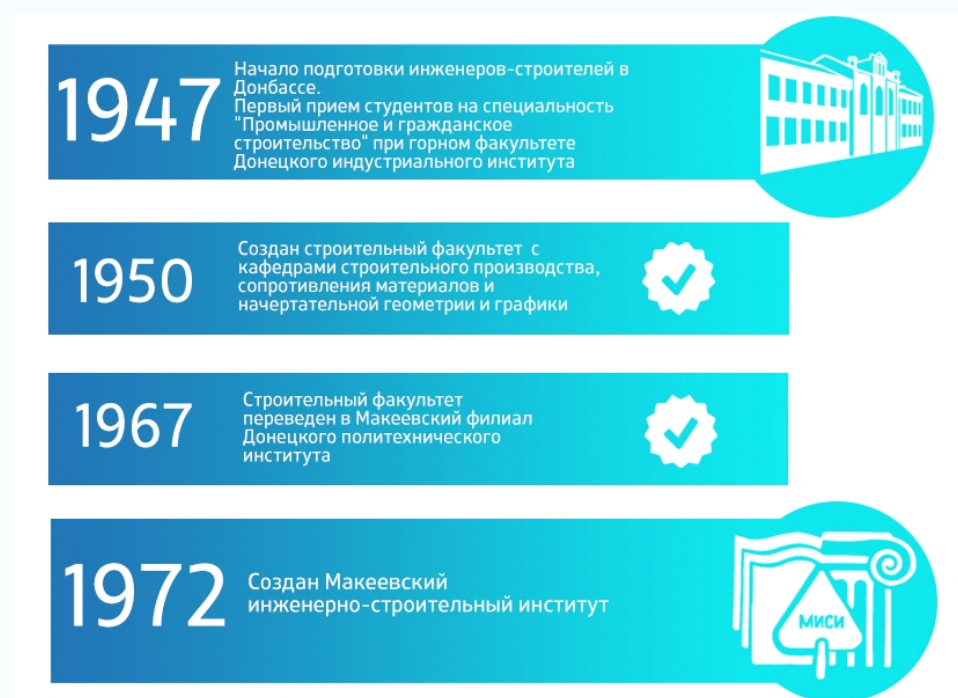 1947
Начало подготовки инженеров-строителей в
Донбассе.
Первый прием студентов на специальность
"Промышленное и гражданское
строительство" при горном факультете
Донецкого индустриального института
1950
Создан строительный факультет с
кафедрами строительного производства,
сопротивления материалов и
начертательной геометрии и графики
1967
Строительный факультет
переведен в Макеевский филиал
Донецкого политехнического
института
1972
Создан Макеевский
инженерно-строительный институт
МИСИ